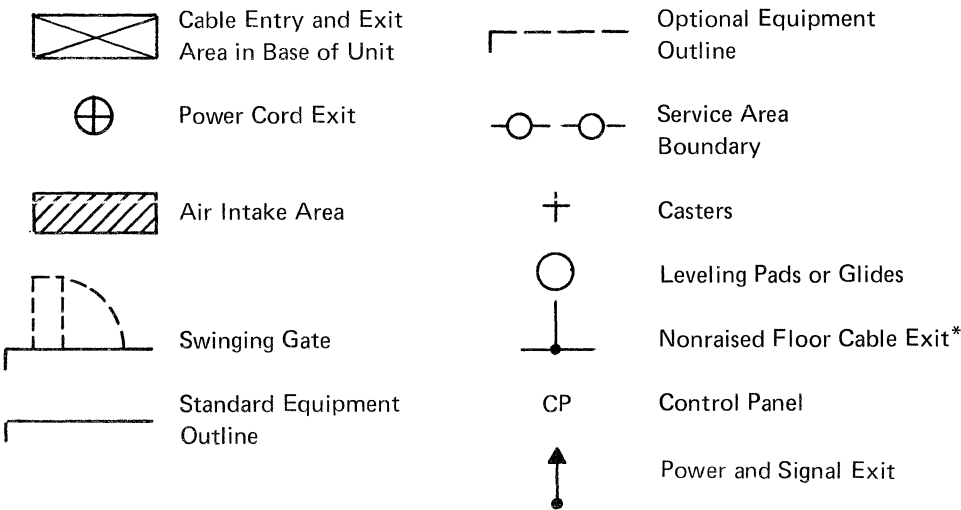 Cable Entry and Exit
Area in Base of Unit
Power Cord Exit
Air Intake Area
Swinging Gate
Standard Equipment
Outline
Optional Equipment
Outline
Service Area
Boundary
Casters
Leveling Pads or Glides
Nonraised Floor Cable Exit*
CP Control Panel
Power and Signal Exit